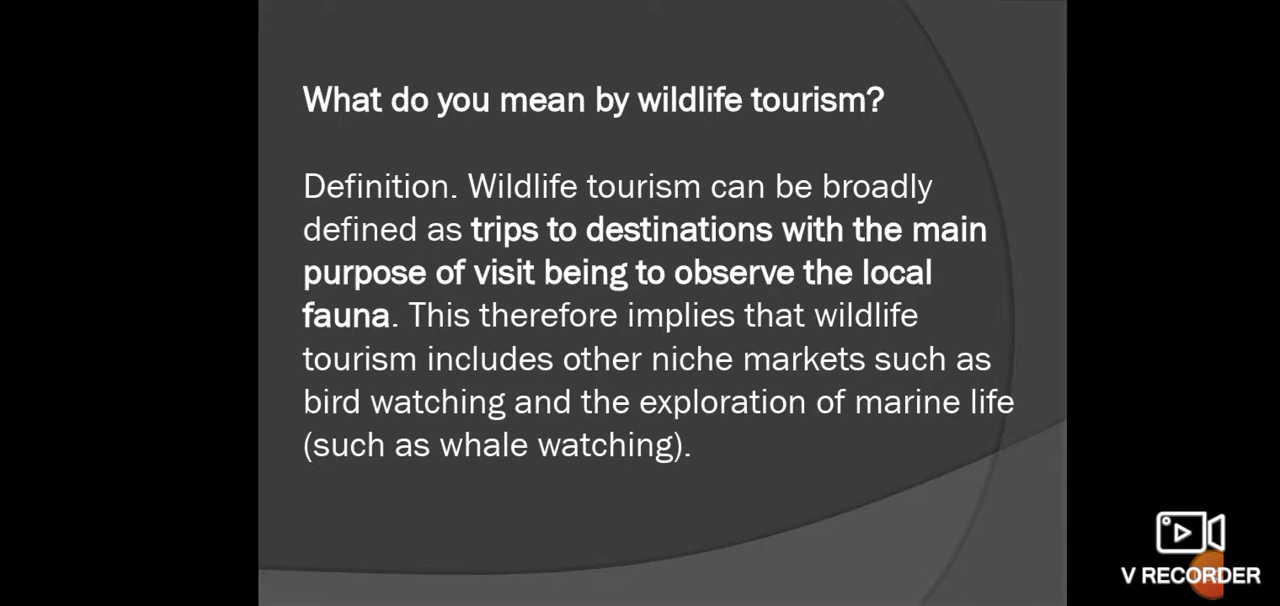 What do you mean by wildlife tourism?
Definition. Wildlife tourism can be broadly
defined as trips to destinations with the main
purpose of visit being to observe the local
fauna. This therefore implies that wildlife
tourism includes other niche markets such as
bird watching and the exploration of marine life
(such as whale watching).
V RECORDER